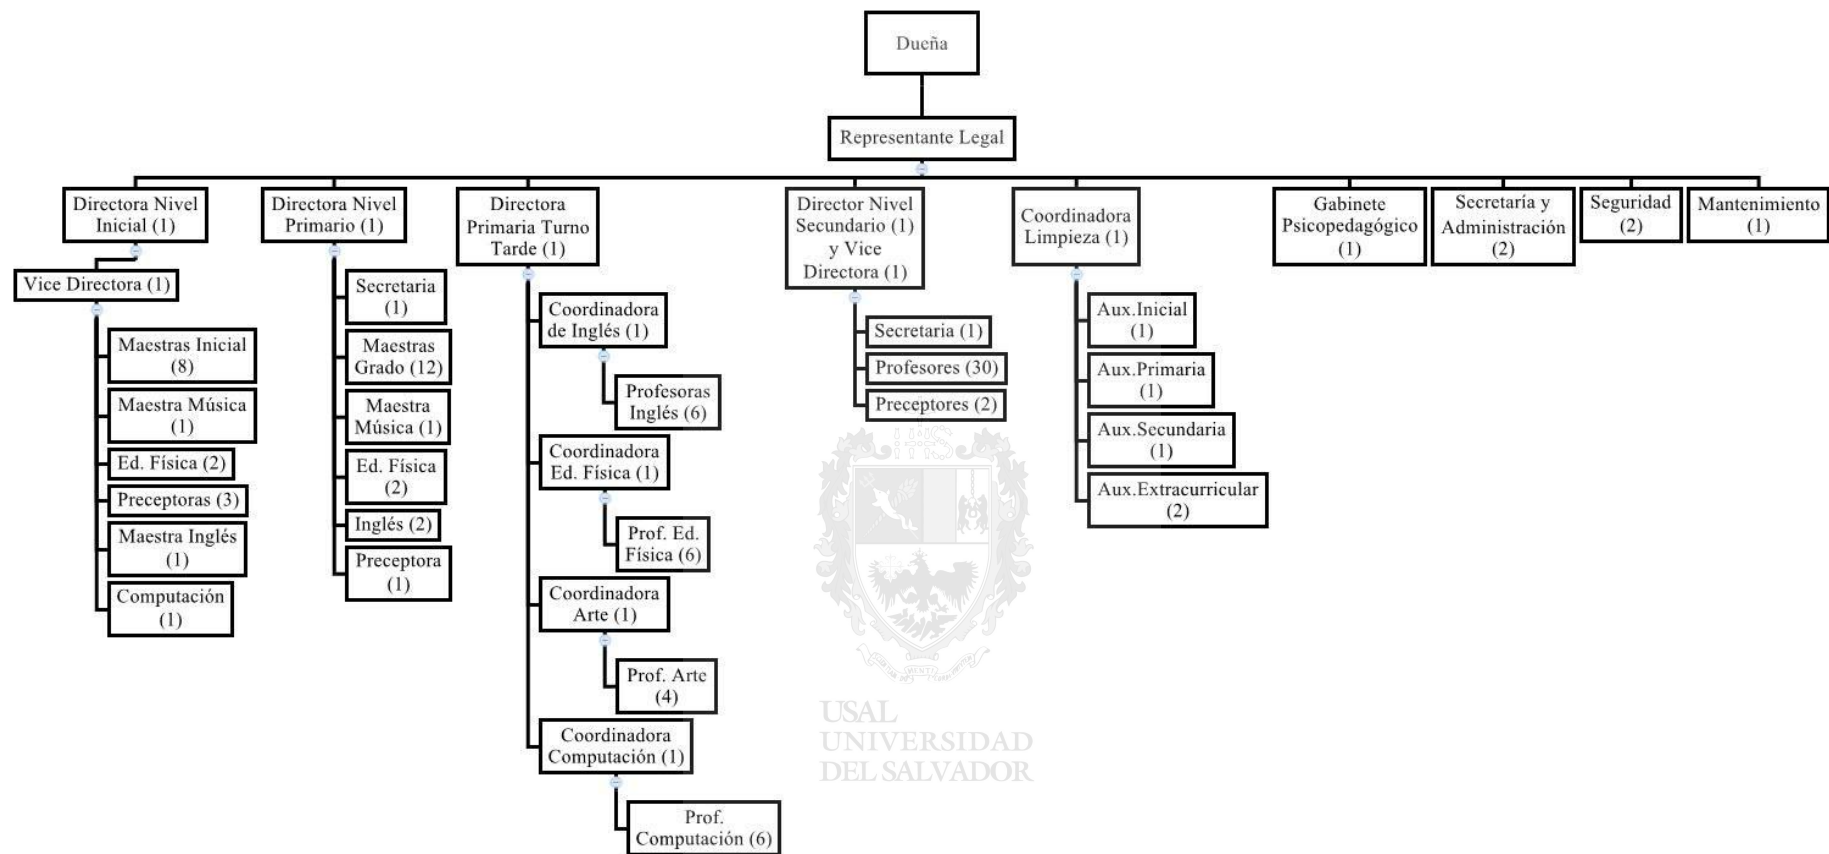 Dueña
Representante Legal
Directora Nivel
Inicial (1)
Vice Directora (1)
Maestras Inicial
(8)
Maestra Música
(1)
Ed. Física (2)
Preceptoras (3)
Maestra Inglés
(1)
Computación
(1)
Directora Nivel
Primario (1)
Secretaria
(1)
Maestras
Grado (12)
Maestra
Música (1)
Ed. Física
(2)
Inglés (2)
Preceptora
(1)
Directora
Primaria Turno
Tarde (1)
Coordinadora
de Inglés (1)
Profesoras
Inglés (6)
Coordinadora
Ed. Física (1)
Prof. Ed.
Física (6)
Coordinadora
Arte (1)
Prof. Arte
(4)
Coordinadora
Computación (1)
Prof.
Computación (6)
Director Nivel
Secundario (1)
y Vice
Directora (1)
Secretaria (1)
Profesores (30)
Preceptores (2)
Coordinadora
Limpieza (1)
Aux.Inicial
(1)
Aux.Primaria
(1)
Aux.Secundaria
(1)
Aux.Extracurricular
(2)
Gabinete
Psicopedagógico
(1)
Secretaría y
Administración
(2)
Seguridad
(2)
Mantenimiento
(1)
IHS
USAL
UNIVERSIDAD
DEL SALVADOR